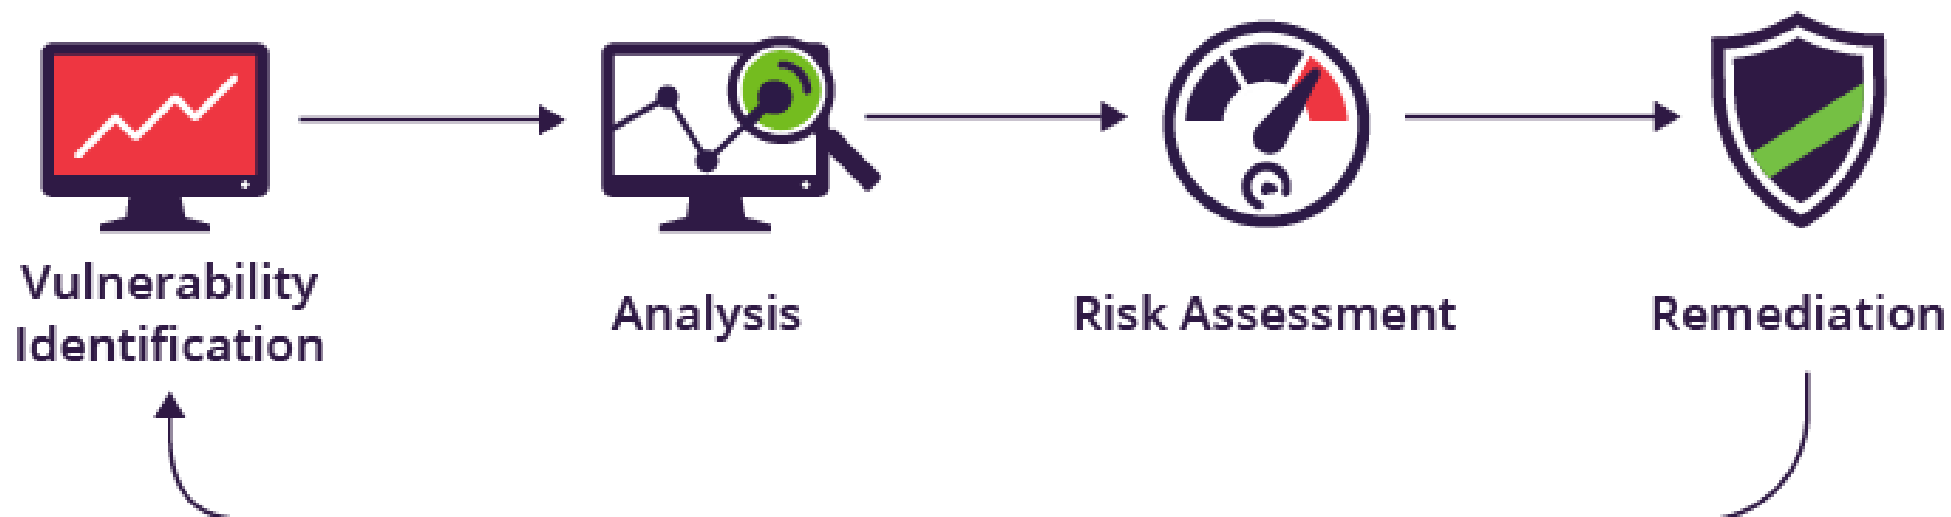 Vulnerability
Identification
Analysis
Risk Assessment
Remediation